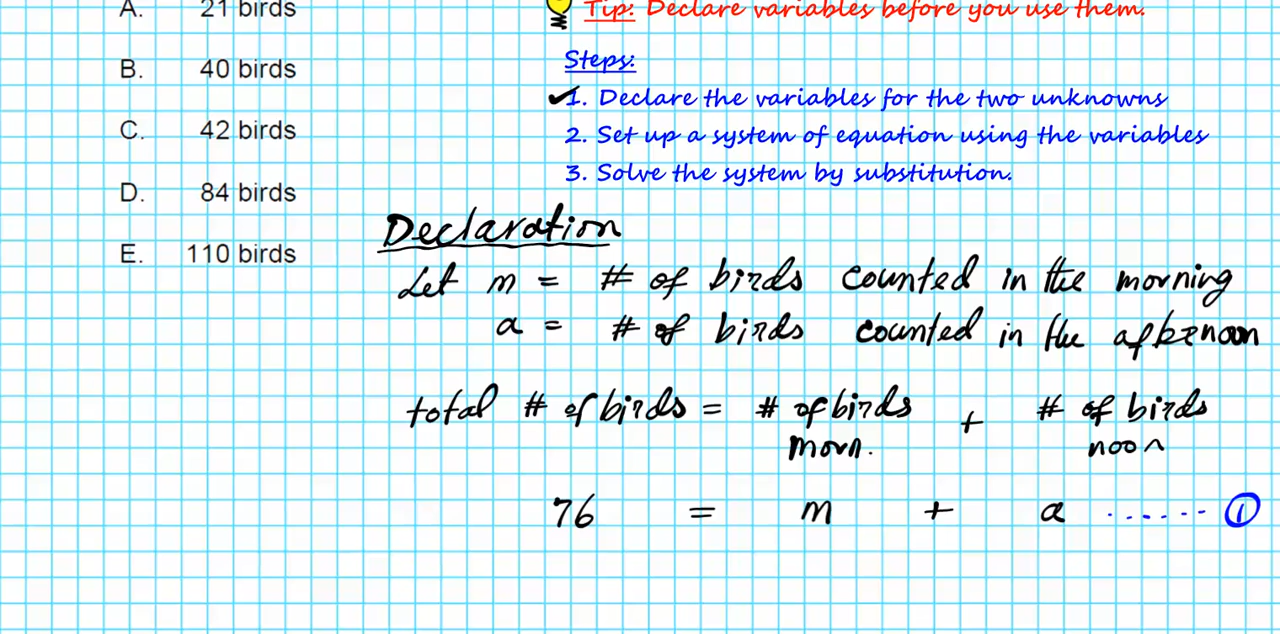 A. 21 birds
Tip: Declare variables before you use them.
Steps:
B. 40 birds
1. Declare the variables for the two unknowns
C. 42 birds
2. Set up a system of equation using the variables
3. Solve the system by substitution.
D. 84 birds
Declaration
E. 110 birds
Let m = # of birds counted in the morning
a = # of birds counted in the afternoon
total # of birds = # of birds + # of birds
morn. noon
76 = m + a ...... ①